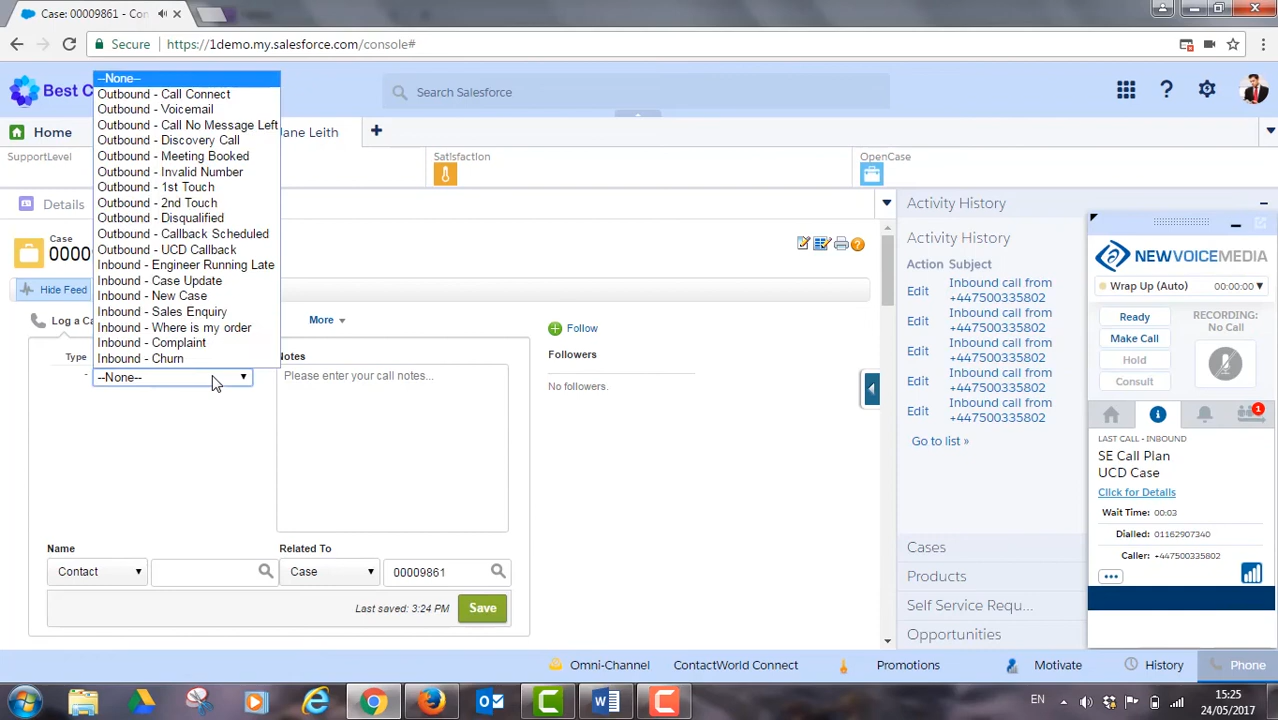 Case: 00009861 - Con
Secure
https://1demo.my.salesforce.com/console#
Best C
Search Salesforce
Home
Jane Leith
SupportLevel
Satisfaction
OpenCase
Details
Case
0000
Hide Feed
Log a Ca
More
Type
--None--
Outbound - Call Connect
Outbound - Voicemail
Outbound - Call No Message Left
Outbound - Discovery Call
Outbound - Meeting Booked
Outbound - Invalid Number
Outbound - 1st Touch
Outbound - 2nd Touch
Outbound - Disqualified
Outbound - Callback Scheduled
Outbound - UCD Callback
Inbound - Engineer Running Late
Inbound - Case Update
Inbound - New Case
Inbound - Sales Enquiry
Inbound - Where is my order
Inbound - Complaint
Inbound - Churn
--None--
Notes
Please enter your call notes...
Name
Contact
Related To
Case
00009861
Last saved: 3:24 PM
Save
Follow
Followers
No followers.
Activity History
Activity History
Action Subject
Edit Inbound call from
+447500335802
Edit Inbound call from
+447500335802
Edit Inbound call from
+447500335802
Edit Inbound call from
+447500335802
Edit Inbound call from
+447500335802
Go to list »
Cases
Products
Self Service Requ...
Opportunities
NEWVOICEMEDIA
Wrap Up (Auto)
00:00:00
Ready
Make Call
Hold
Consult
RECORDING:
No Call
1
LAST CALL - INBOUND
SE Call Plan
UCD Case
Click for Details
Wait Time: 00:03
Dialled: 01162907340
Caller: +447500335802
Omni-Channel
ContactWorld Connect
Promotions
Motivate
History
Phone
EN
15:25
24/05/2017